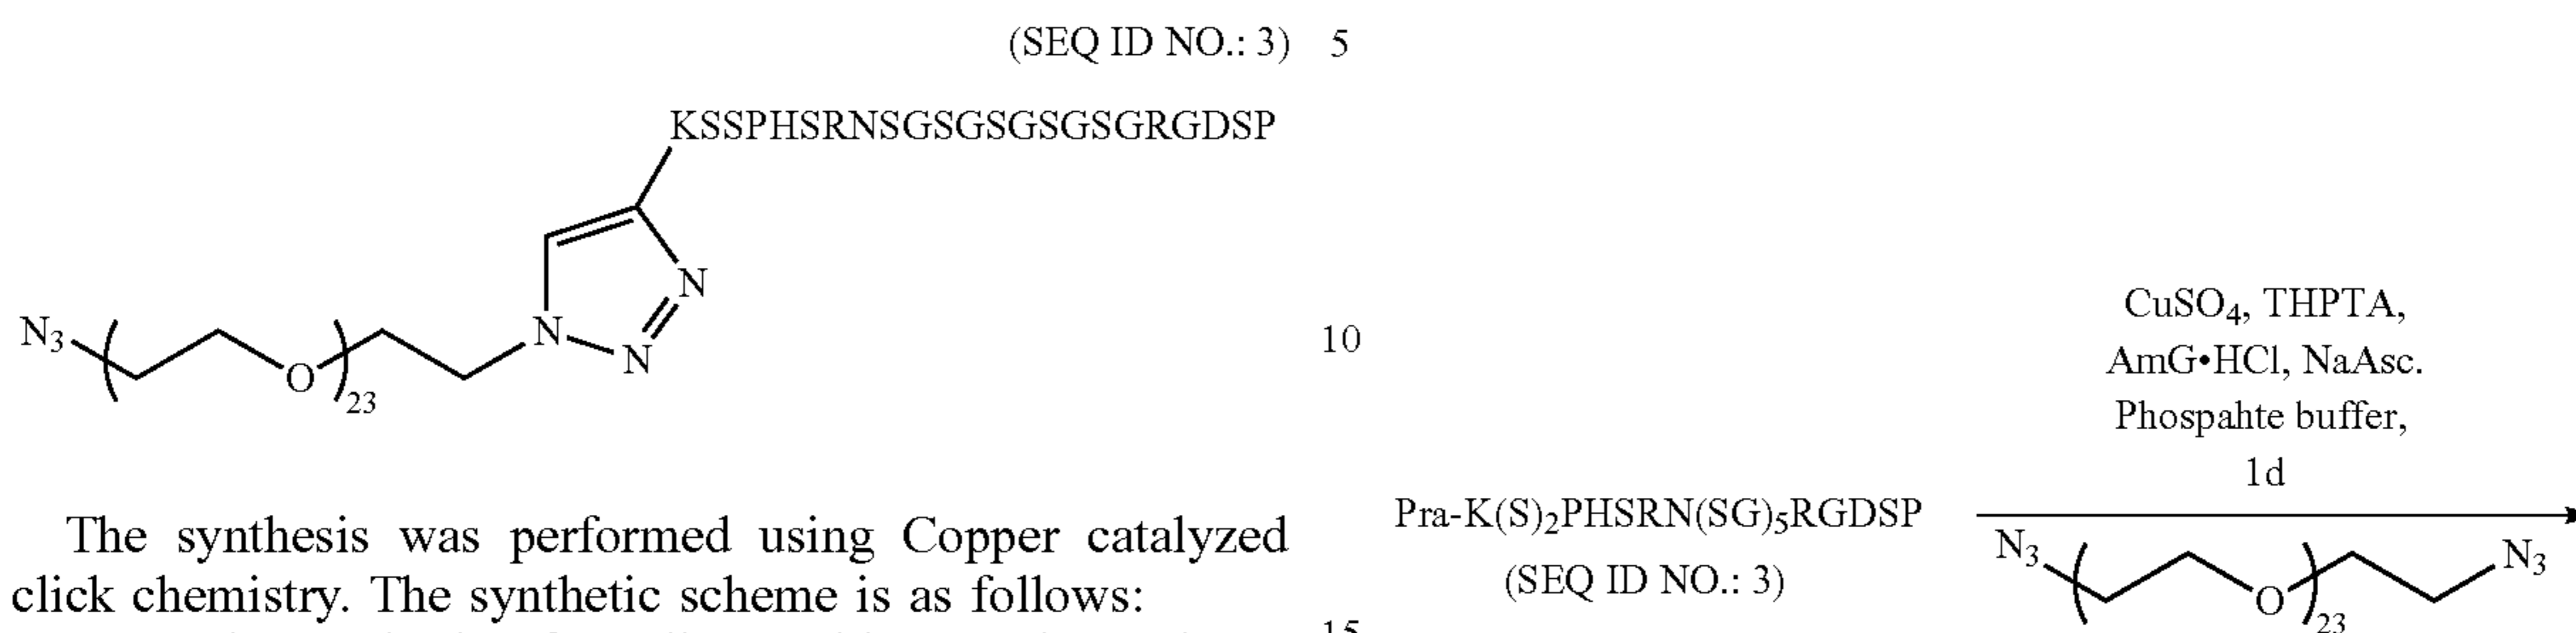 (SEQ ID NO.: 3) 5
KSSPHSRNSGSGSGSGSGRGDSP
N
N3 N N
O 10
23
The synthesis was performed using Copper catalyzed
click chemistry. The synthetic scheme is as follows:
15
CuSO4, THPTA,
AmG•HCl, NaAsc.
Phospahte buffer,
1d
Pra-K(S)2PHSRN(SG)5RGDSP
(SEQ ID NO.: 3)
N3 N3
O
23